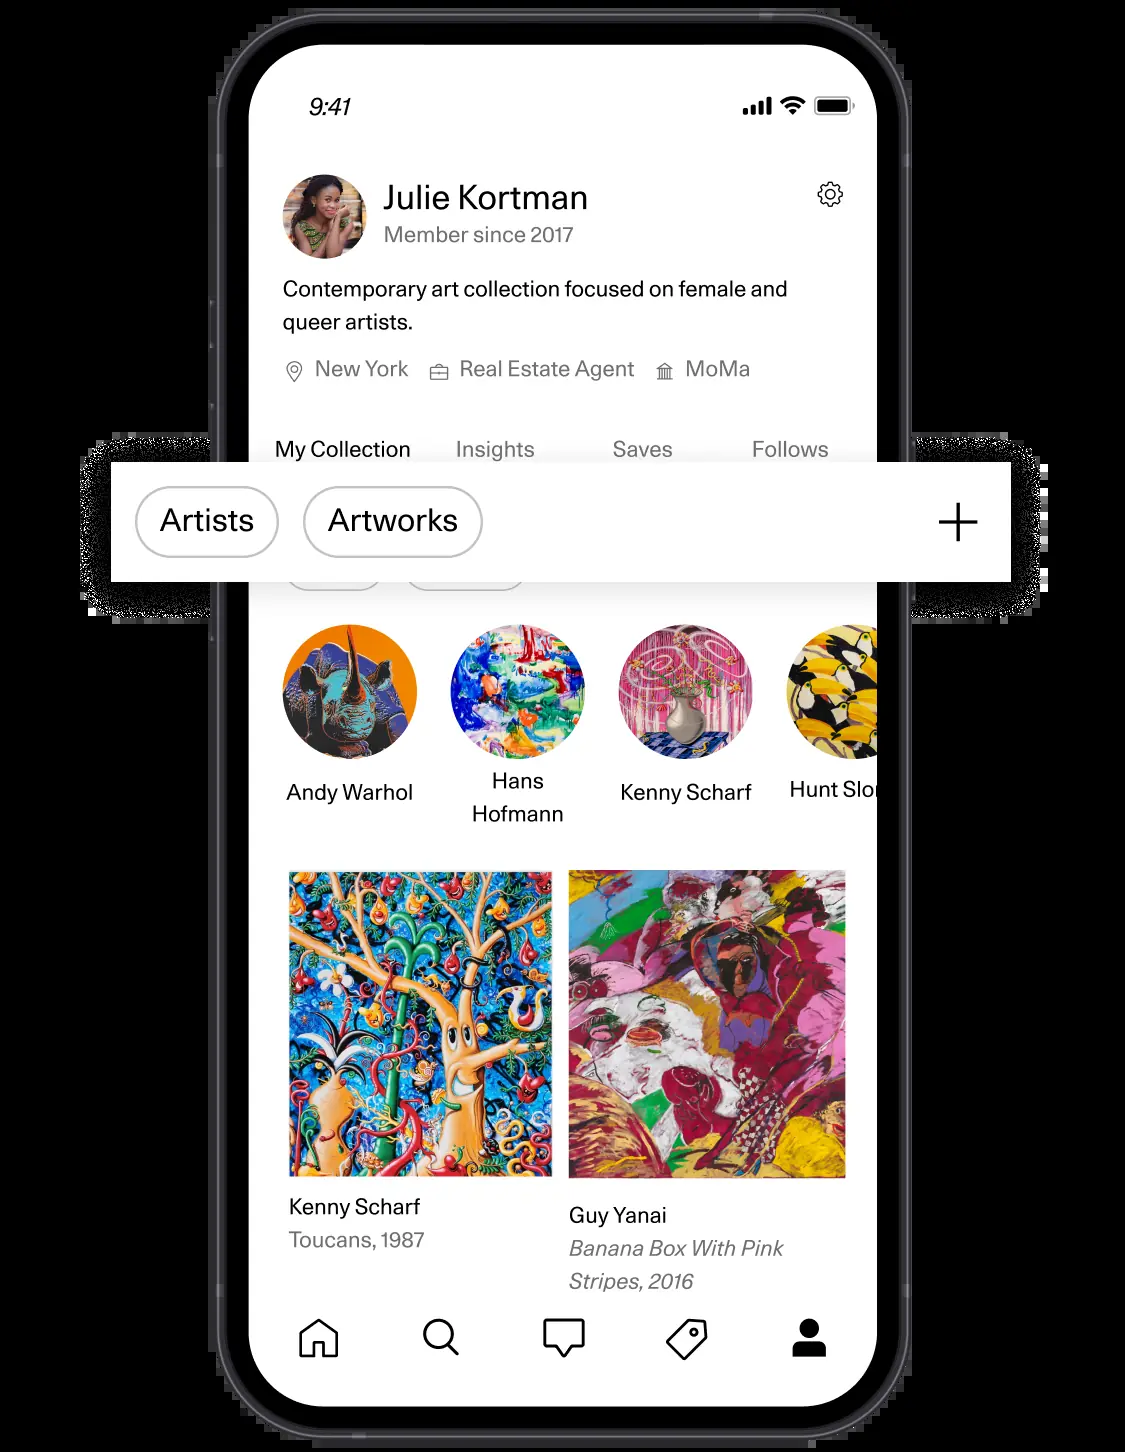 9:41
Julie Kortman
Member since 2017
Contemporary art collection focused on female and
queer artists.
New York Real Estate Agent MoMa
My Collection Insights Saves Follows
Artists Artworks
Andy Warhol
Hans
Hofmann
Kenny Scharf
Hunt
Kenny Scharf
Toucans, 1987
Guy Yanai
Banana Box With Pink
Stripes, 2016